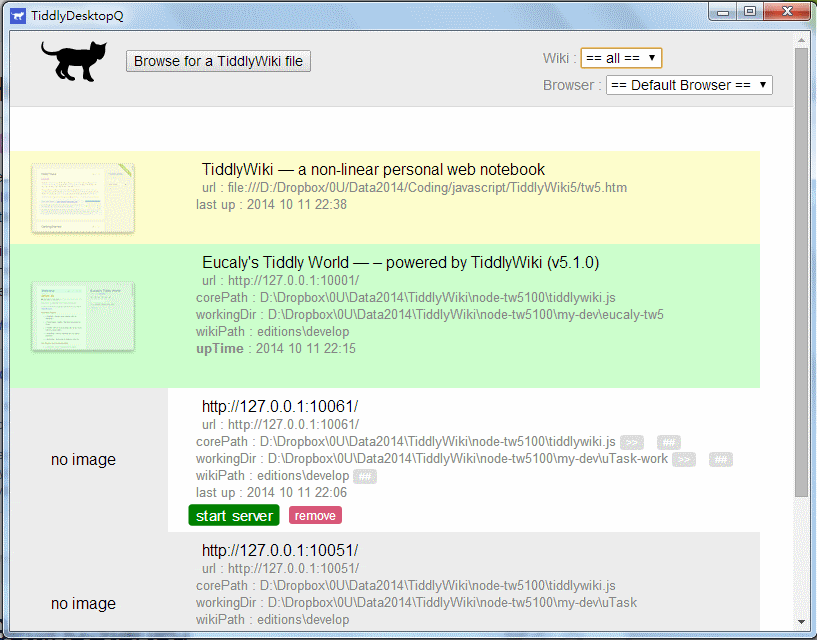 TiddlyDesktopQ
Browse for a TiddlyWiki file
Wiki : == all ==
Browser : == Default Browser ==
TiddlyWiki — a non-linear personal web notebook
url : file:///D:/Dropbox/0U/Data2014/Coding/javascript/TiddlyWiki5/tw5.htm
last up : 2014 10 11 22:38
Eucaly's Tiddly World — – powered by TiddlyWiki (v5.1.0)
url : http://127.0.0.1:10001/
corePath : D:\Dropbox\0U\Data2014\TiddlyWiki\node-tw5100\tiddlywiki.js
workingDir : D:\Dropbox\0U\Data2014\TiddlyWiki\node-tw5100\my-dev\eucaly-tw5
wikiPath : editions\develop
upTime : 2014 10 11 22:15
no image
http://127.0.0.1:10061/
url : http://127.0.0.1:10061/
corePath : D:\Dropbox\0U\Data2014\TiddlyWiki\node-tw5100\tiddlywiki.js >> ##
workingDir : D:\Dropbox\0U\Data2014\TiddlyWiki\node-tw5100\my-dev\uTask-work >> ##
wikiPath : editions\develop ##
last up : 2014 10 11 22:06
start server remove
no image
http://127.0.0.1:10051/
url : http://127.0.0.1:10051/
corePath : D:\Dropbox\0U\Data2014\TiddlyWiki\node-tw5100\tiddlywiki.js
workingDir : D:\Dropbox\0U\Data2014\TiddlyWiki\node-tw5100\my-dev\uTask
wikiPath : editions\develop